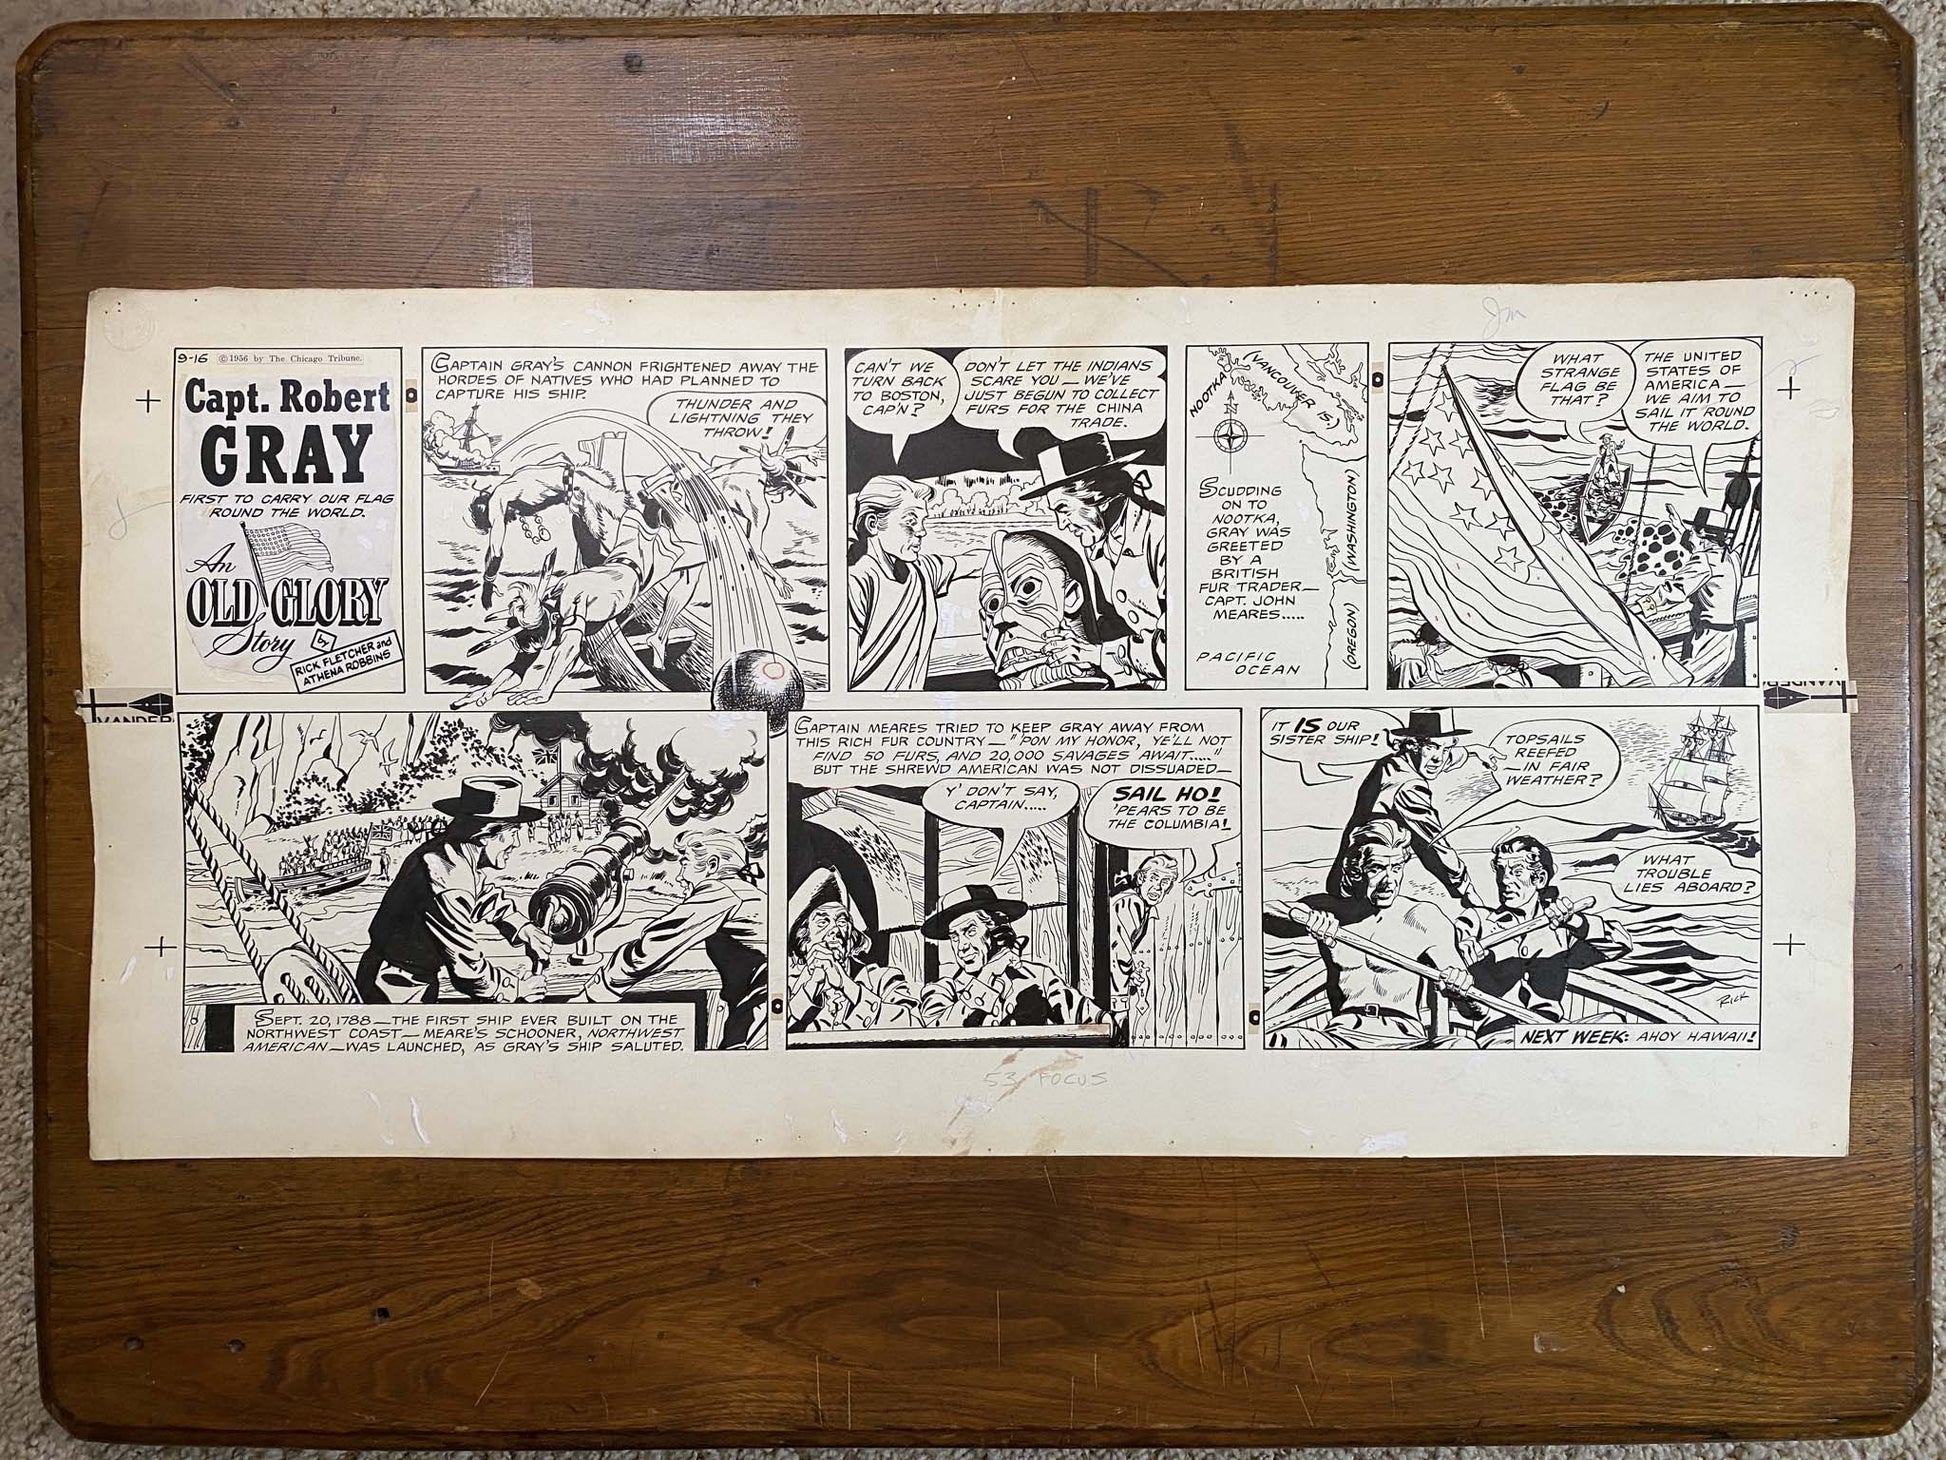 9-16 © 1956 by The Chicago Tribune.
Capt. Robert
GRAY
FIRST TO CARRY OUR FLAG
ROUND THE WORLD.
An
OLD GLORY
Story by
RICK FLETCHER and
ATHENA ROBBINS
CAPTAIN GRAY'S CANNON FRIGHTENED AWAY THE
HORDES OF NATIVES WHO HAD PLANNED TO
CAPTURE HIS SHIP.
THUNDER AND
LIGHTNING THEY
THROW!
CAN'T WE
TURN BACK
TO BOSTON,
CAP'N?
DON'T LET THE INDIANS
SCARE YOU — WE'VE
JUST BEGUN TO COLLECT
FURS FOR THE CHINA
TRADE.
NOOTKA
VANCOUVER IS.
N
SCUDDING
ON TO
NOOTKA,
GRAY WAS
GREETED
BY A
BRITISH
FUR TRADER—
CAPT. JOHN
MEARES.....
(WASHINGTON)
(OREGON)
PACIFIC
OCEAN
WHAT
STRANGE
FLAG BE
THAT?
THE UNITED
STATES OF
AMERICA —
WE AIM TO
SAIL IT ROUND
THE WORLD.
VANDER
VANDER
SEPT. 20, 1788 — THE FIRST SHIP EVER BUILT ON THE
NORTHWEST COAST — MEARE'S SCHOONER, NORTHWEST
AMERICAN — WAS LAUNCHED, AS GRAY'S SHIP SALUTED.
CAPTAIN MEARES TRIED TO KEEP GRAY AWAY FROM
THIS RICH FUR COUNTRY — "'PON MY HONOR, YE'LL NOT
FIND 50 FURS, AND 20,000 SAVAGES AWAIT....."
BUT THE SHREWD AMERICAN WAS NOT DISSUADED—
Y' DON'T SAY,
CAPTAIN.....
SAIL HO!
'PEARS TO BE
THE COLUMBIA!
IT IS OUR
SISTER SHIP!
TOPSAILS
REEFED
— IN FAIR
WEATHER?
WHAT
TROUBLE
LIES ABOARD?
RICK
NEXT WEEK: AHOY HAWAII!
53 FOCUS